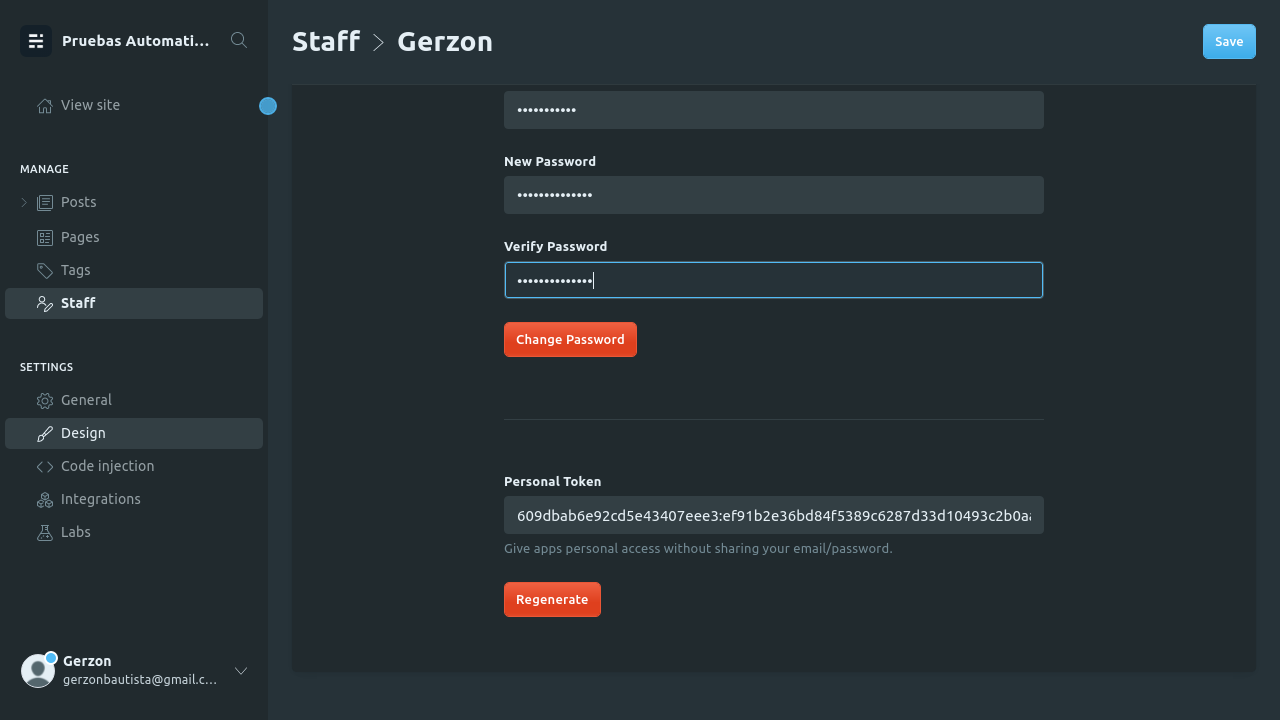 Pruebas Automati...
View site
MANAGE
Posts
Pages
Tags
Staff
SETTINGS
General
Design
Code injection
Integrations
Labs
Gerzon
gerzonbautista@gmail.c...
Staff > Gerzon
Save
•••••••••••
New Password
••••••••••••••
Verify Password
••••••••••••••
Change Password
Personal Token
609dbab6e92cd5e43407eee3:ef91b2e36bd84f5389c6287d33d10493c2b0a
Give apps personal access without sharing your email/password.
Regenerate